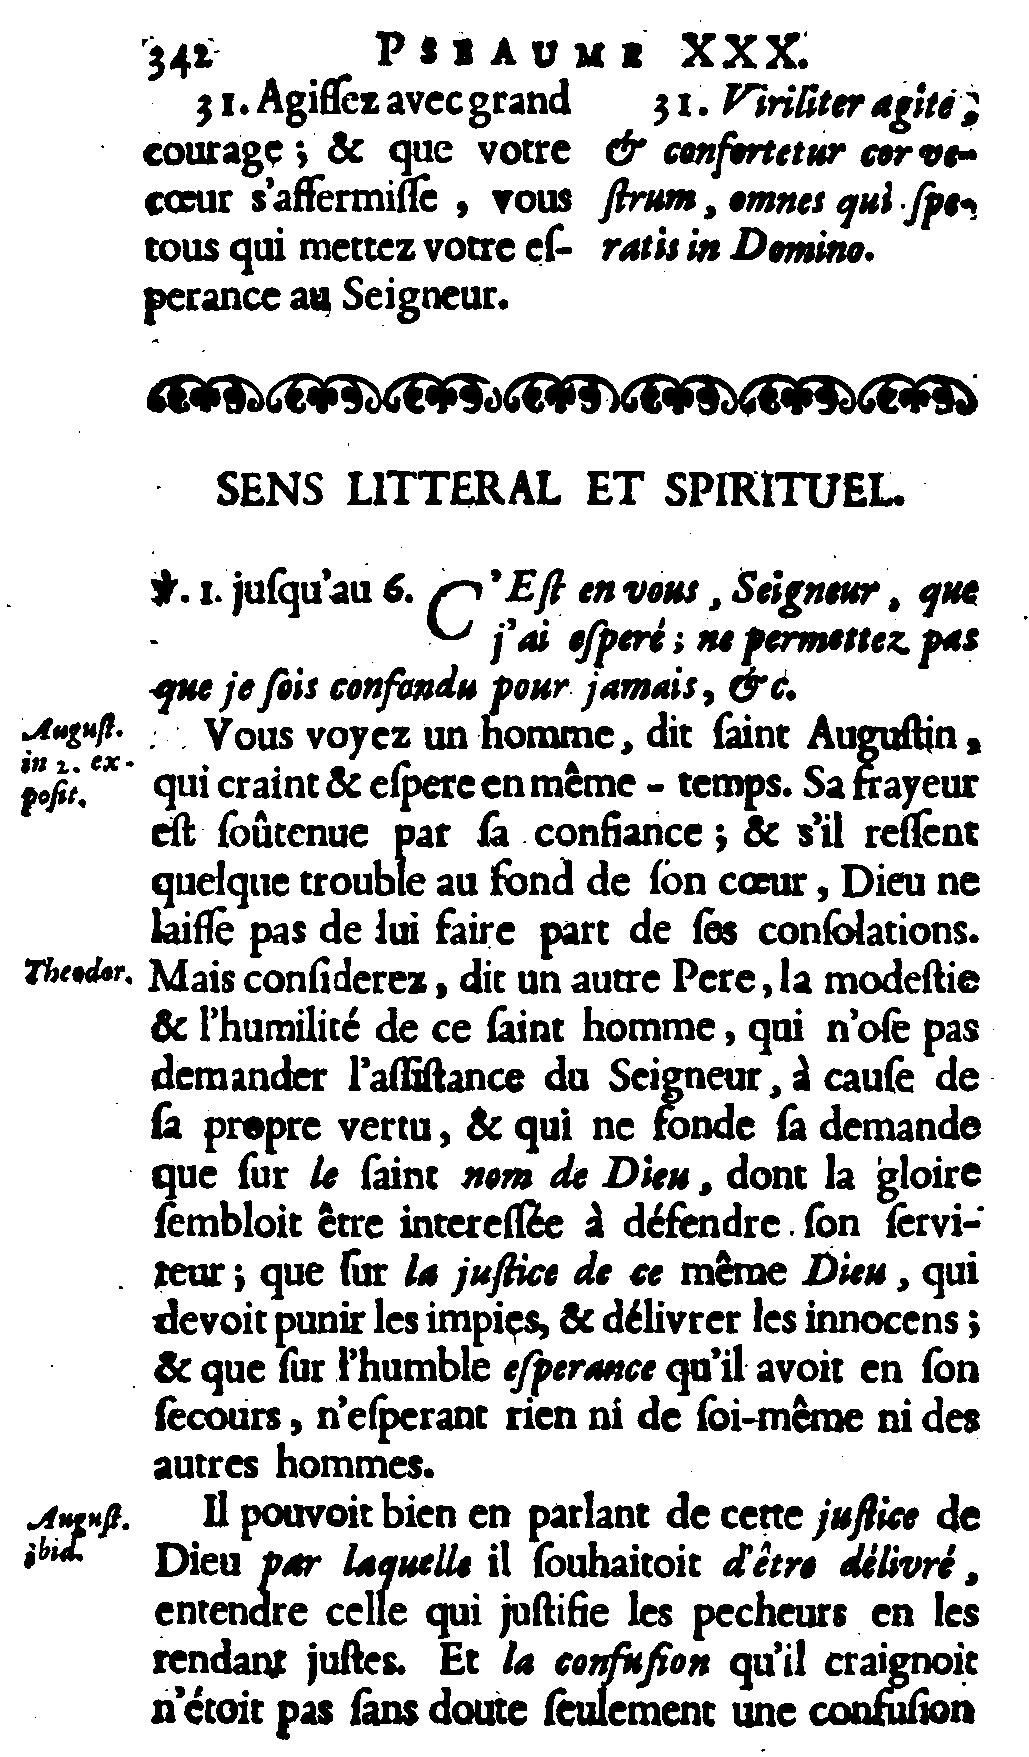 342 PSEAUME XXX.
31. Agiſſez avec grand
courage ; & que votre
cœur s'affermiſſe , vous
tous qui mettez votre eſ-
perance au Seigneur.
31. Viriliter agite ;
& confortetur cor ve-
ſtrum, omnes qui ſpe-
ratis in Domino.
SENS LITTERAL ET SPIRITUEL.
℣. 1. juſqu'au 6. C'Eſt en vous , Seigneur , que
j'ai eſperé ; ne permettez pas
que je ſois confondu pour jamais, &c.
Auguſt.
in 2. ex-
poſit.
Vous voyez un homme, dit ſaint Auguſtin,
qui craint & eſpere en même-temps. Sa frayeur
eſt ſoûtenue par ſa confiance ; & s'il reſſent
quelque trouble au fond de ſon cœur , Dieu ne
laiſſe pas de lui faire part de ſes conſolations.
Theodor. Mais conſiderez , dit un autre Pere, la modeſtie
& l'humilité de ce ſaint homme , qui n'oſe pas
demander l'aſſiſtance du Seigneur, à cauſe de
ſa propre vertu, & qui ne fonde ſa demande
que ſur le ſaint nom de Dieu, dont la gloire
ſembloit être intereſſée à défendre ſon ſervi-
teur ; que ſur la juſtice de ce même Dieu , qui
devoit punir les impies, & délivrer les innocens ;
& que ſur l'humble eſperance qu'il avoit en ſon
ſecours , n'eſperant rien ni de ſoi-même ni des
autres hommes.
Auguſt.
ibid.
Il pouvoit bien en parlant de cette juſtice de
Dieu par laquelle il ſouhaitoit d'être délivré,
entendre celle qui juſtifie les pecheurs en les
rendant juſtes. Et la confuſion qu'il craignoit
n'étoit pas ſans doute ſeulement une confuſion